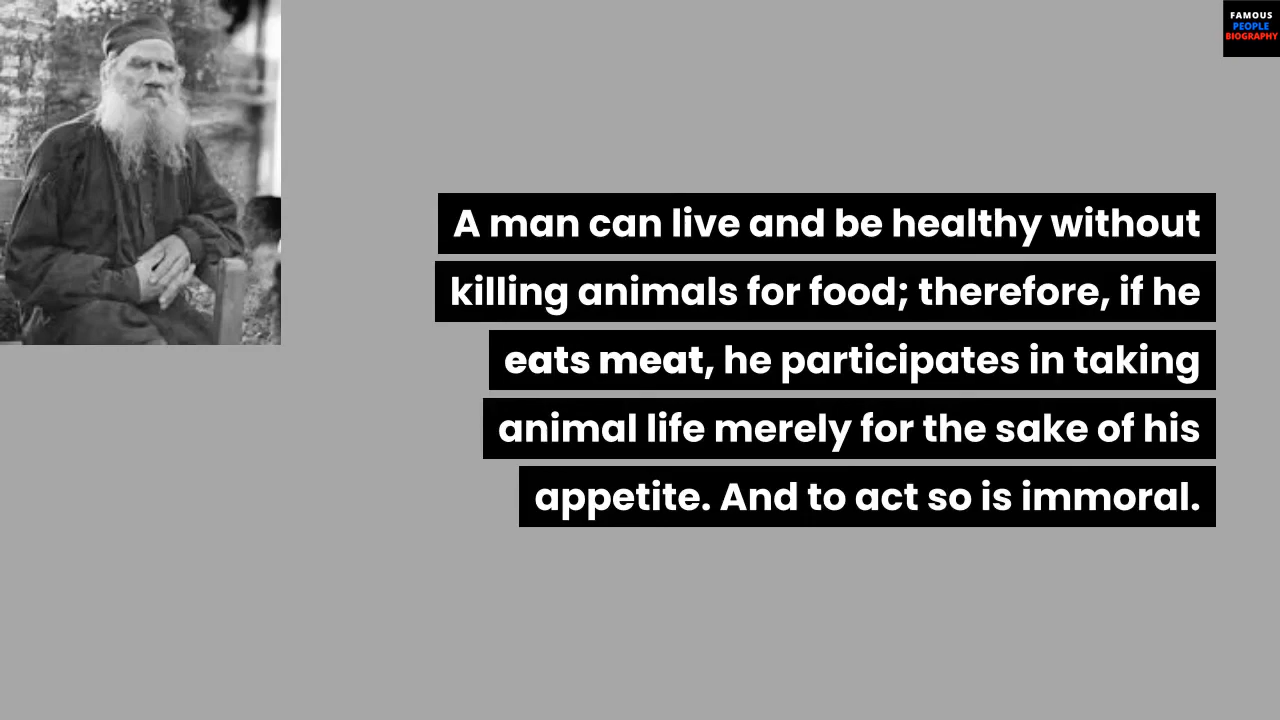 FAMOUS
PEOPLE
BIOGRAPHY
A man can live and be healthy without
killing animals for food; therefore, if he
eats meat, he participates in taking
animal life merely for the sake of his
appetite. And to act so is immoral.